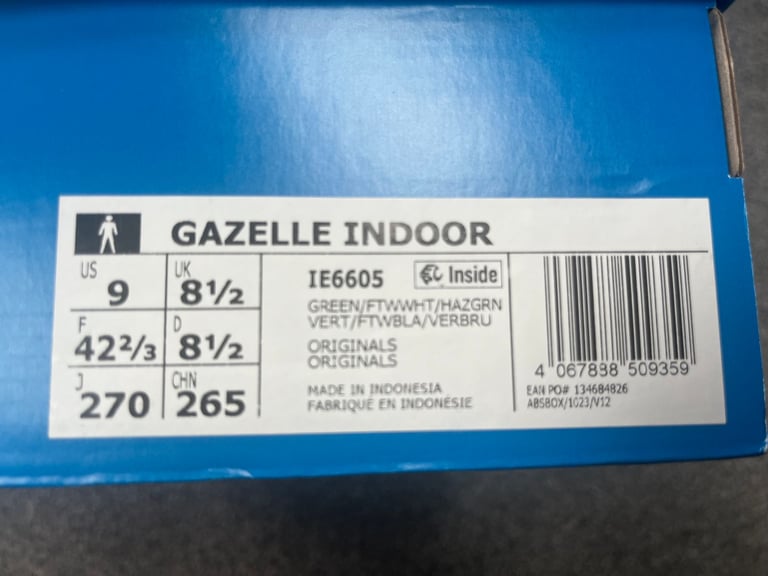 GAZELLE INDOOR
US 9 UK 8½
F 42⅔ D 8½
J 270 CHN 265
IE6605 Inside
GREEN/FTWWHT/HAZGRN
VERT/FTWBLA/VERBRU
ORIGINALS
ORIGINALS
MADE IN INDONESIA
FABRIQUÉ EN INDONÉSIE
4 067888 509359
EAN PO# 134684826
ABSBOX/1023/V12